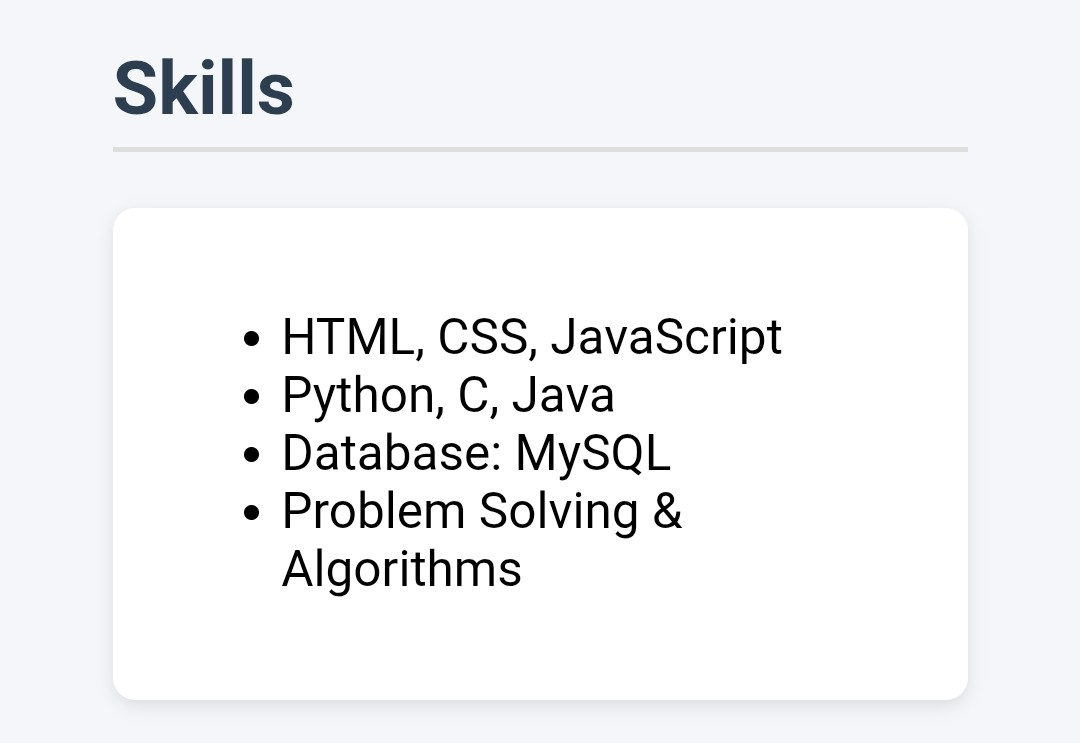 Skills
• HTML, CSS, JavaScript
• Python, C, Java
• Database: MySQL
• Problem Solving &
Algorithms